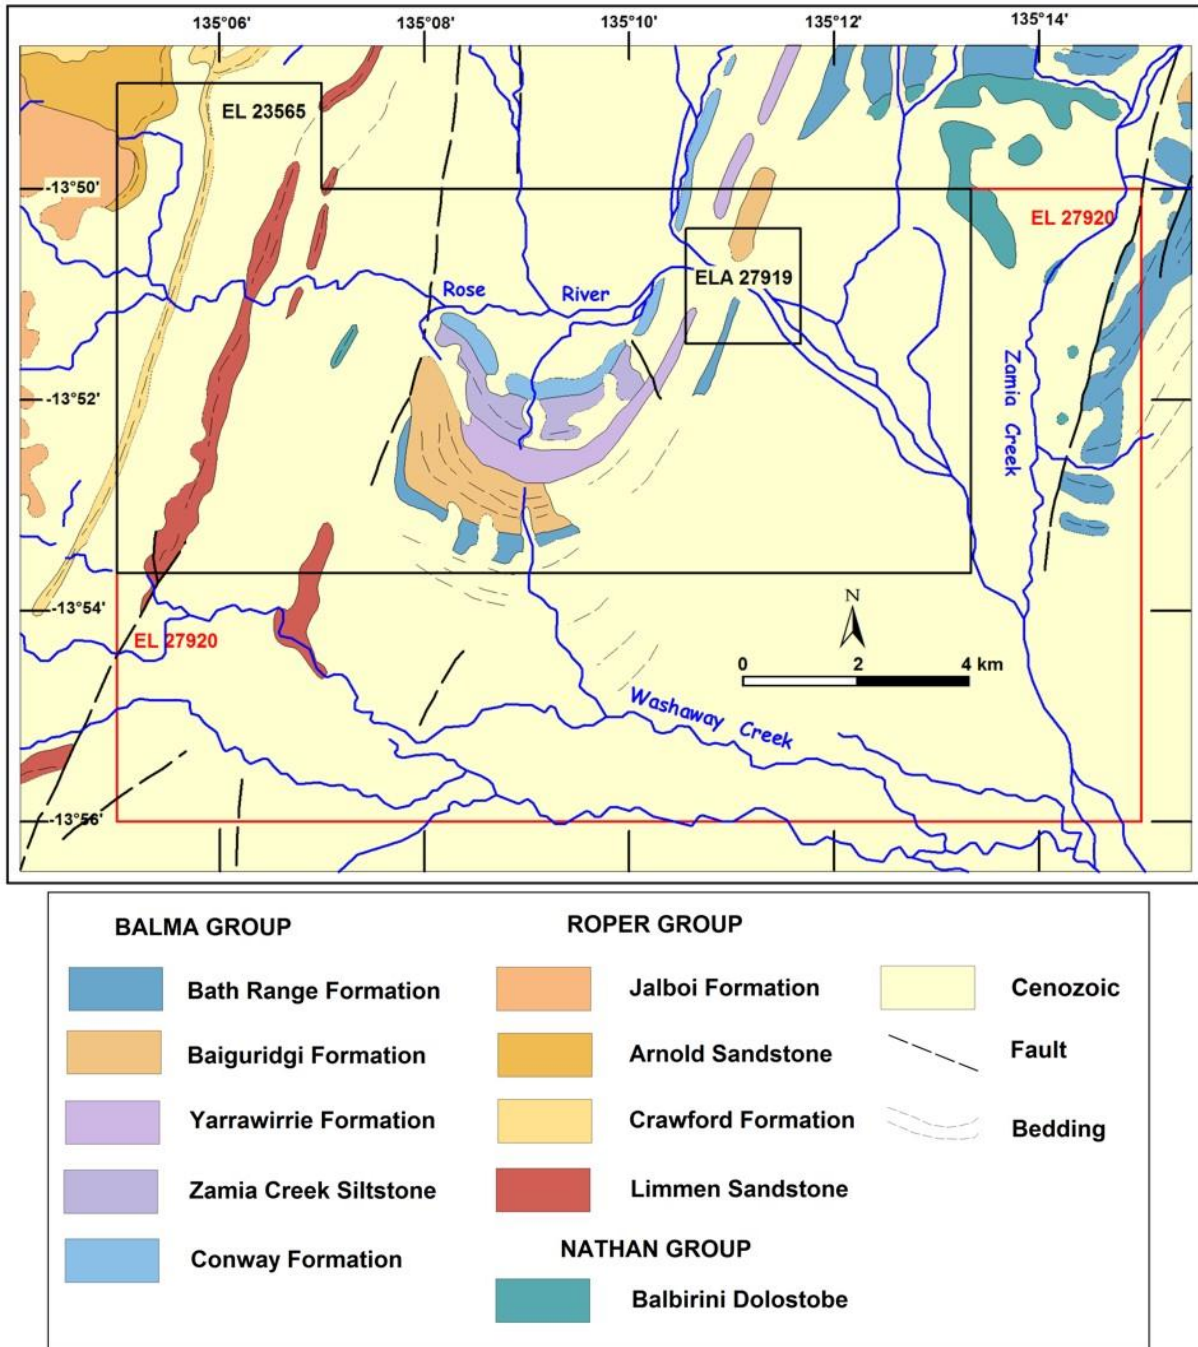 135°06' 135°08' 135°10' 135°12' 135°14'
EL 23565
-13°50'
EL 27920
ELA 27919
Rose River
Zamia Creek
-13°52'
-13°54'
N
EL 27920
0 2 4 km
Washaway Creek
-13°56'
BALMA GROUP
Bath Range Formation
Baiguridgi Formation
Yarrawirrie Formation
Zamia Creek Siltstone
Conway Formation
ROPER GROUP
Jalboi Formation
Arnold Sandstone
Crawford Formation
Limmen Sandstone
NATHAN GROUP
Balbirini Dolostobe
Cenozoic
Fault
Bedding